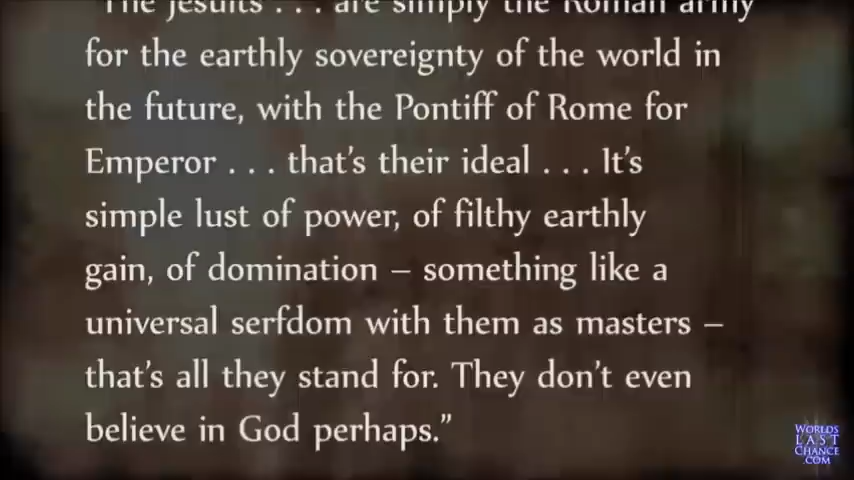 "The Jesuits . . . are simply the Roman army
for the earthly sovereignty of the world in
the future, with the Pontiff of Rome for
Emperor . . . that's their ideal . . . It's
simple lust of power, of filthy earthly
gain, of domination – something like a
universal serfdom with them as masters –
that's all they stand for. They don't even
believe in God perhaps."
WORLDS
LAST
CHANCE
.COM